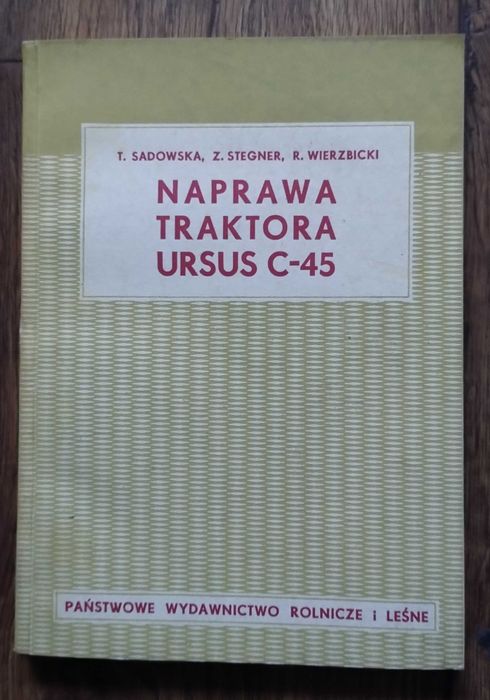 T. SADOWSKA, Z. STEGNER, R. WIERZBICKI
NAPRAWA
TRAKTORA
URSUS C-45
PAŃSTWOWE WYDAWNICTWO ROLNICZE i LEŚNE